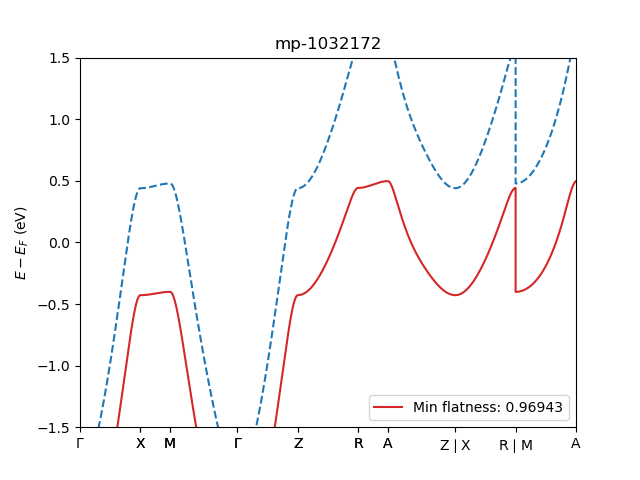 mp-1032172
E − E_F (eV)
1.5
1.0
0.5
0.0
−0.5
−1.0
−1.5
Min flatness: 0.96943
Γ X M Γ Z R A Z | X R | M A